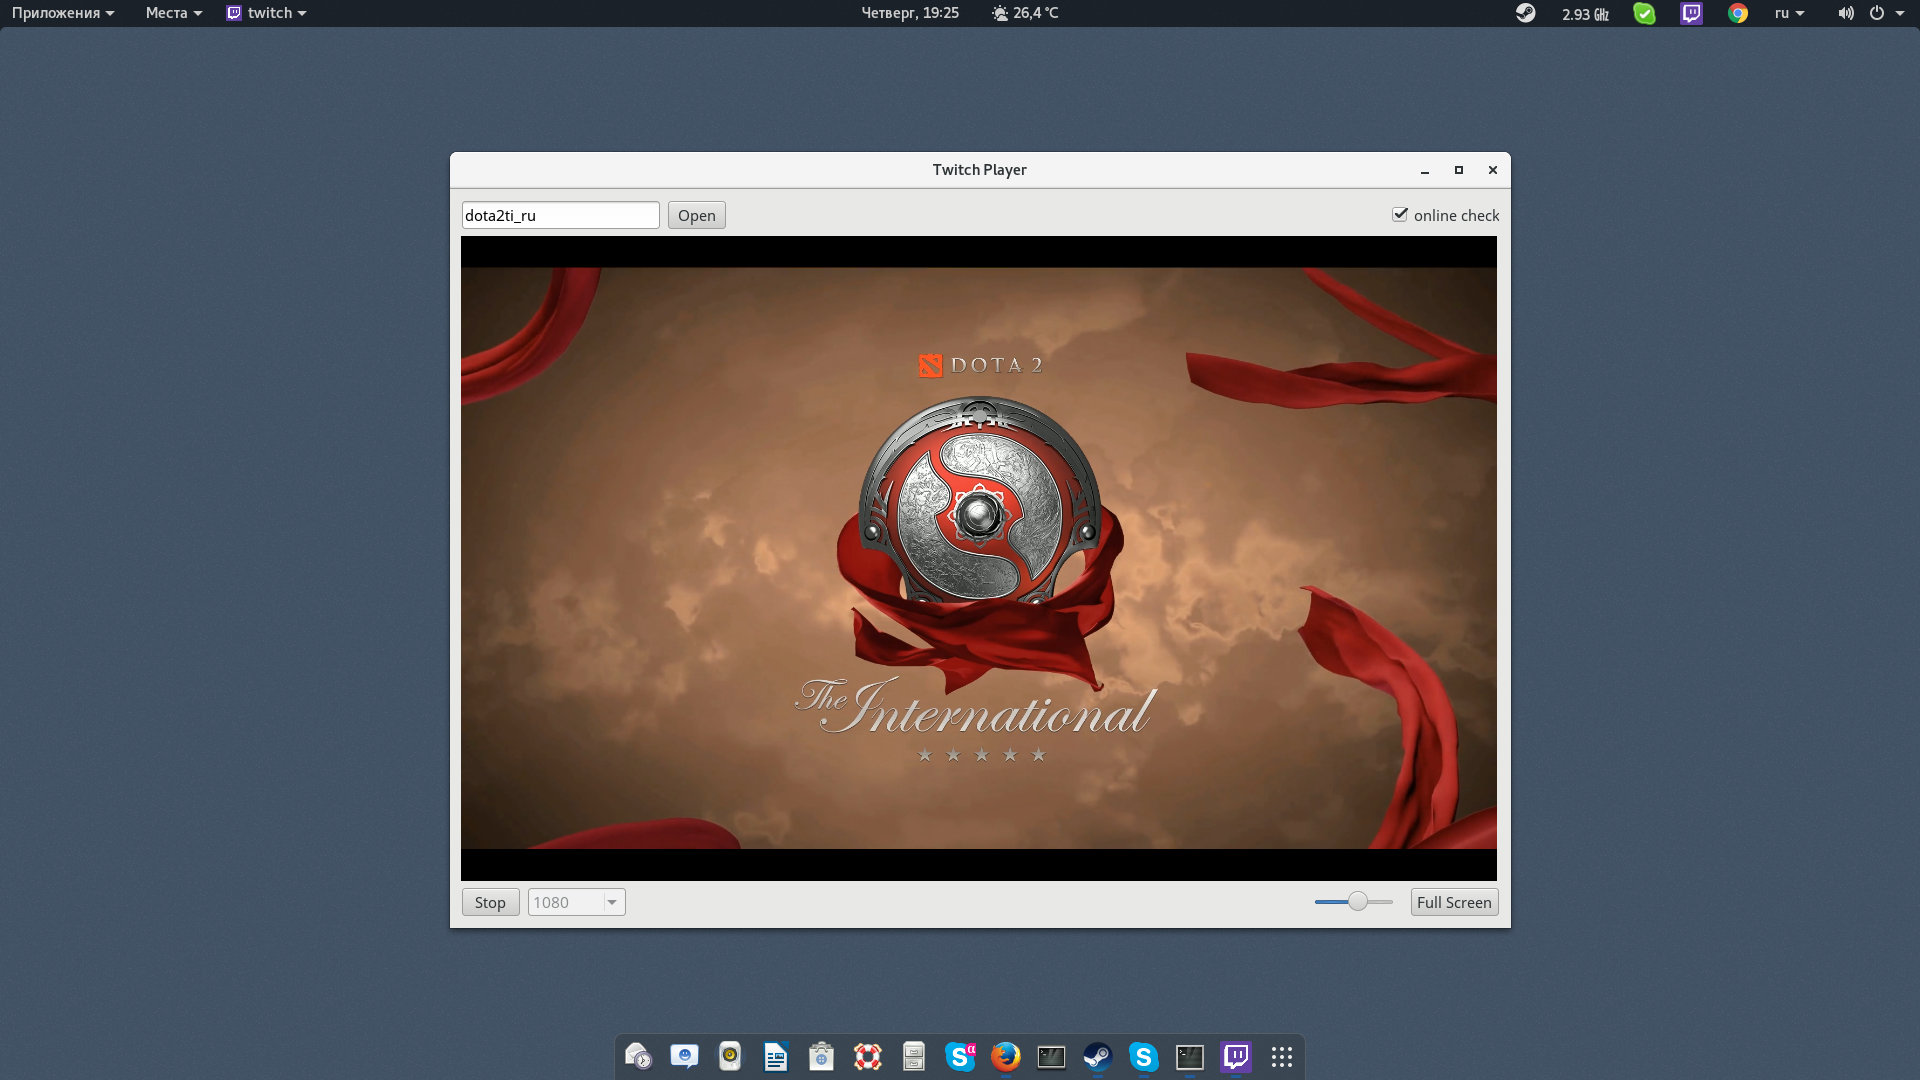 Приложения
Места
twitch
Четверг, 19:25
26,4 °C
2.93 GHz
ru
Twitch Player
dota2ti_ru
Open
online check
DOTA 2
The International
Stop
1080
Full Screen